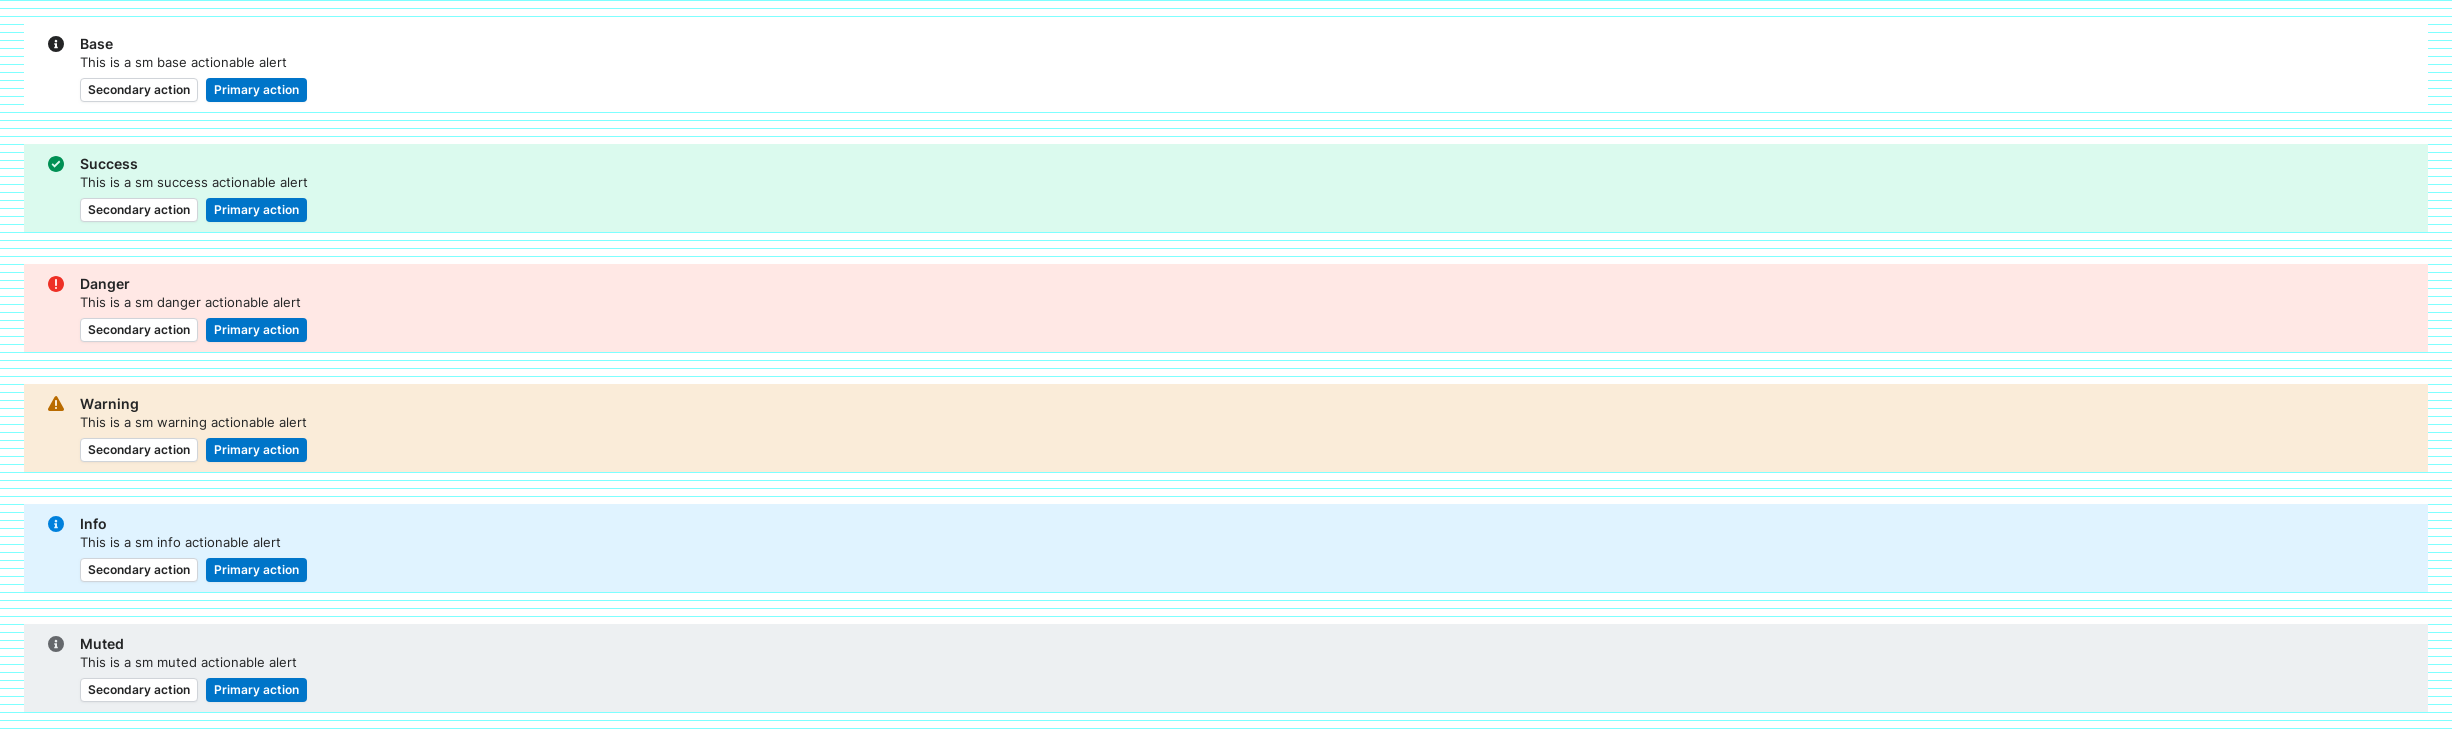 Base
This is a sm base actionable alert
Secondary action Primary action
Success
This is a sm success actionable alert
Secondary action Primary action
Danger
This is a sm danger actionable alert
Secondary action Primary action
Warning
This is a sm warning actionable alert
Secondary action Primary action
Info
This is a sm info actionable alert
Secondary action Primary action
Muted
This is a sm muted actionable alert
Secondary action Primary action